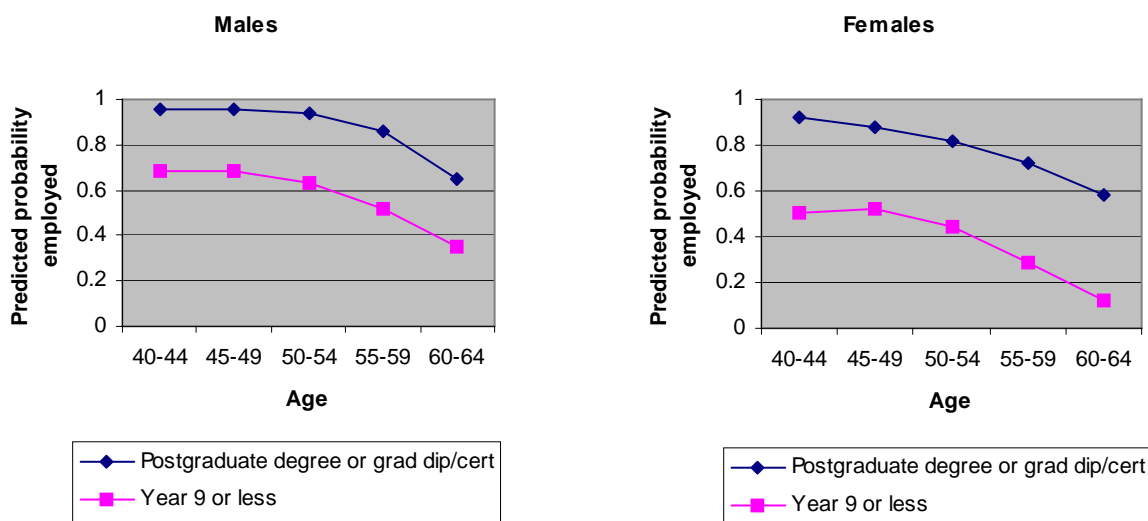 Males
Predicted probability
employed
1
0.8
0.6
0.4
0.2
0
40-44 45-49 50-54 55-59 60-64
Age
Postgraduate degree or grad dip/cert
Year 9 or less
Females
Predicted probability
employed
1
0.8
0.6
0.4
0.2
0
40-44 45-49 50-54 55-59 60-64
Age
Postgraduate degree or grad dip/cert
Year 9 or less